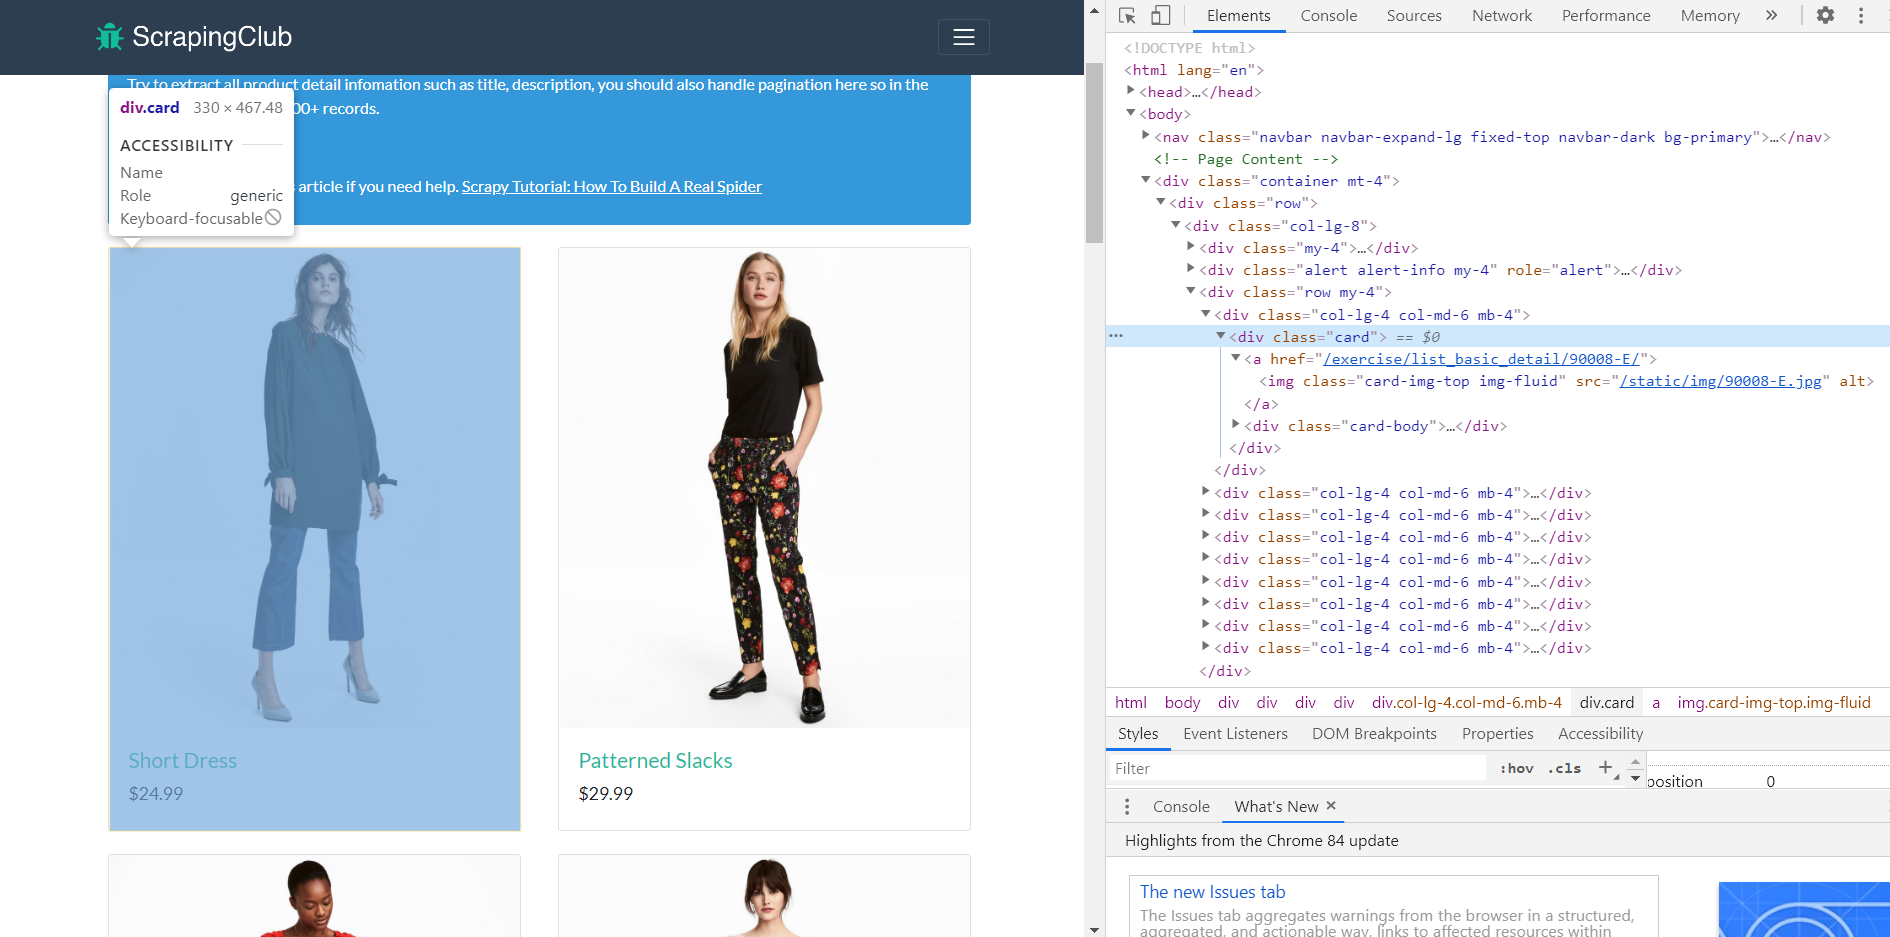 ScrapingClub
Try to extract all product detail infomation such as title, description, you should also handle pagination here so in the
00+ records.
article if you need help. Scrapy Tutorial: How To Build A Real Spider
div.card 330 × 467.48
ACCESSIBILITY
Name
Role generic
Keyboard-focusable
Short Dress
$24.99
Patterned Slacks
$29.99
Elements Console Sources Network Performance Memory »
<!DOCTYPE html>
<html lang="en">
<head>…</head>
<body>
<nav class="navbar navbar-expand-lg fixed-top navbar-dark bg-primary">…</nav>
<!-- Page Content -->
<div class="container mt-4">
<div class="row">
<div class="col-lg-8">
<div class="my-4">…</div>
<div class="alert alert-info my-4" role="alert">…</div>
<div class="row my-4">
<div class="col-lg-4 col-md-6 mb-4">
<div class="card"> == $0
<a href="/exercise/list_basic_detail/90008-E/">
<img class="card-img-top img-fluid" src="/static/img/90008-E.jpg" alt>
</a>
<div class="card-body">…</div>
</div>
</div>
<div class="col-lg-4 col-md-6 mb-4">…</div>
<div class="col-lg-4 col-md-6 mb-4">…</div>
<div class="col-lg-4 col-md-6 mb-4">…</div>
<div class="col-lg-4 col-md-6 mb-4">…</div>
<div class="col-lg-4 col-md-6 mb-4">…</div>
<div class="col-lg-4 col-md-6 mb-4">…</div>
<div class="col-lg-4 col-md-6 mb-4">…</div>
<div class="col-lg-4 col-md-6 mb-4">…</div>
</div>
html body div div div div div.col-lg-4.col-md-6.mb-4 div.card a img.card-img-top.img-fluid
Styles Event Listeners DOM Breakpoints Properties Accessibility
Filter :hov .cls +
position 0
Console What's New ×
Highlights from the Chrome 84 update
The new Issues tab
The Issues tab aggregates warnings from the browser in a structured,
aggregated, and actionable way, links to affected resources within